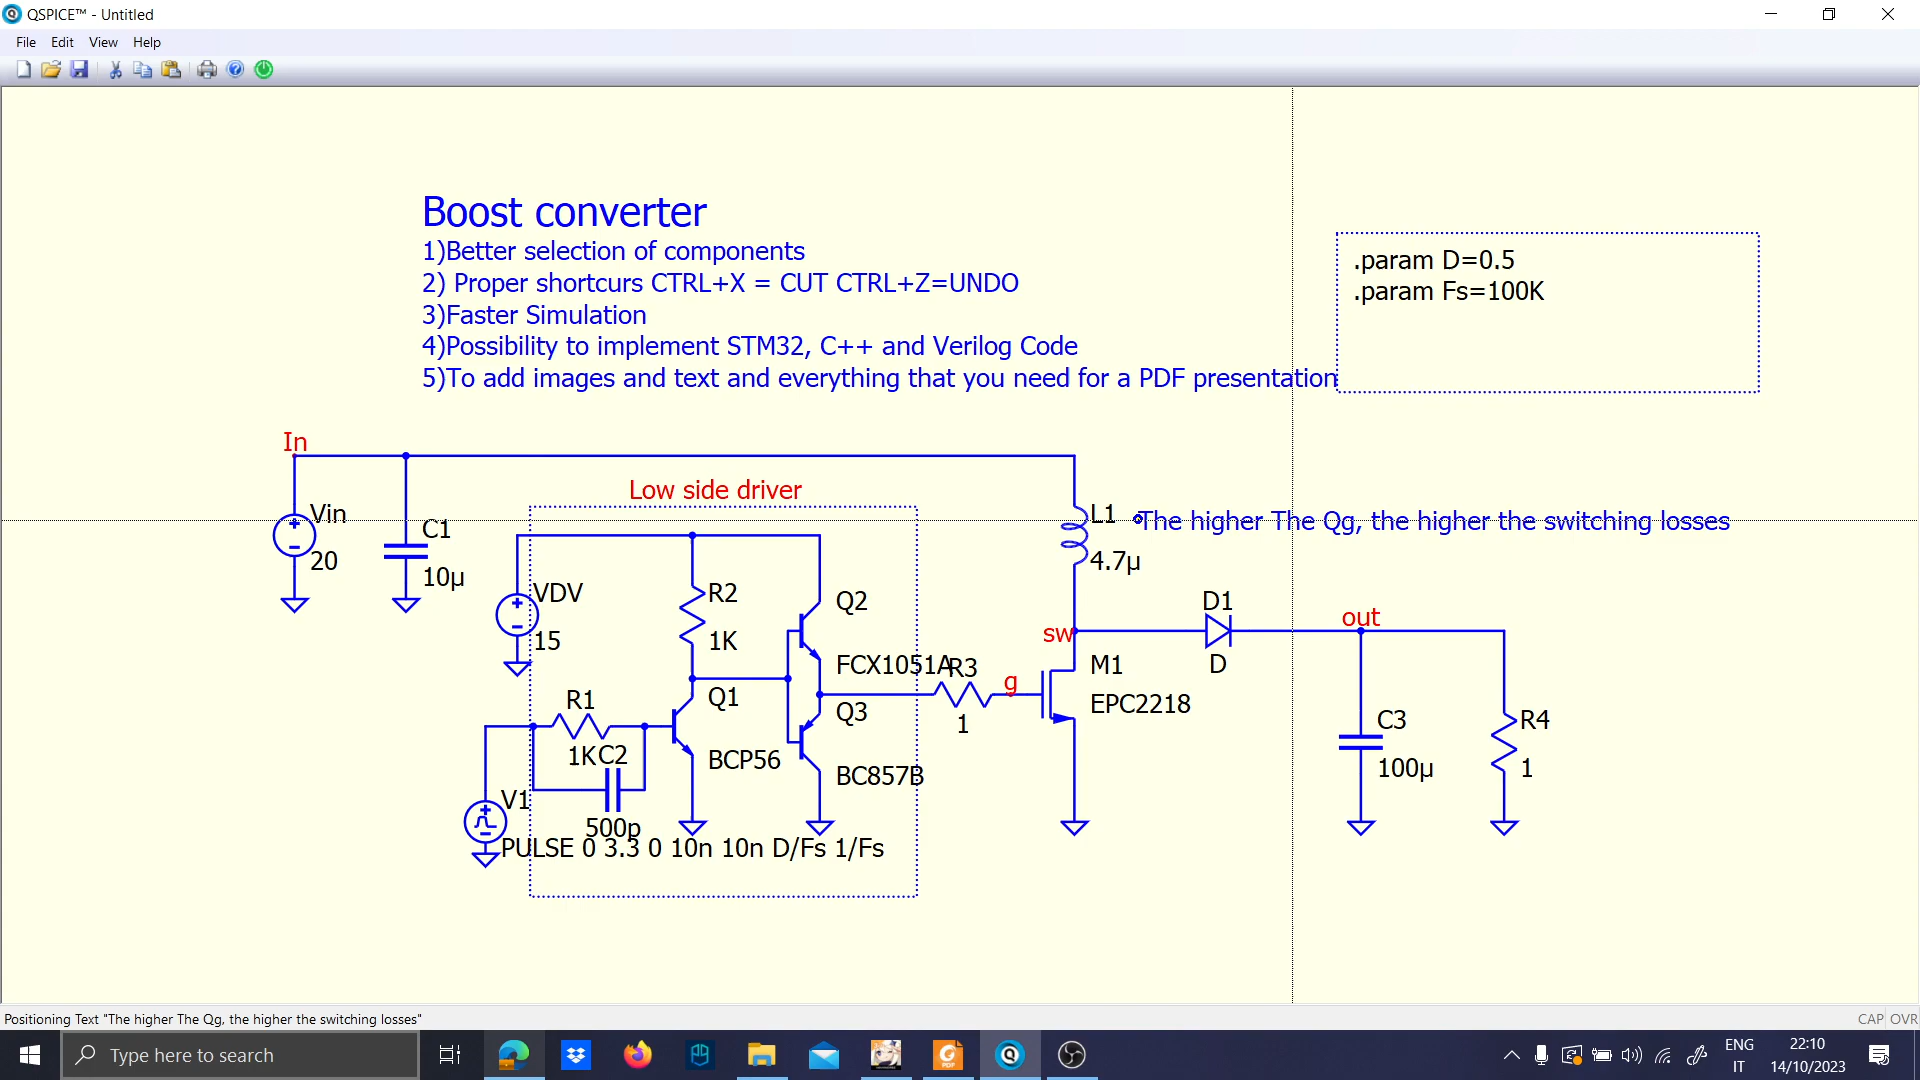 QSPICE™ - Untitled
File Edit View Help
Boost converter
1)Better selection of components
2) Proper shortcurs CTRL+X = CUT CTRL+Z=UNDO
3)Faster Simulation
4)Possibility to implement STM32, C++ and Verilog Code
5)To add images and text and everything that you need for a PDF presentation
.param D=0.5
.param Fs=100K
In
Vin
20
C1
10µ
Low side driver
VDV
15
R2
1K
Q2
FCX1051A
R1
1K
C2
500p
Q1
BCP56
Q3
BC857B
V1
PULSE 0 3.3 0 10n 10n D/Fs 1/Fs
R3
1
g
L1
4.7µ
The higher The Qg, the higher the switching losses
sw
M1
EPC2218
D1
D
out
C3
100µ
R4
1
Positioning Text "The higher The Qg, the higher the switching losses"
CAP OVR
Type here to search
PDF
ENG
IT
22:10
14/10/2023